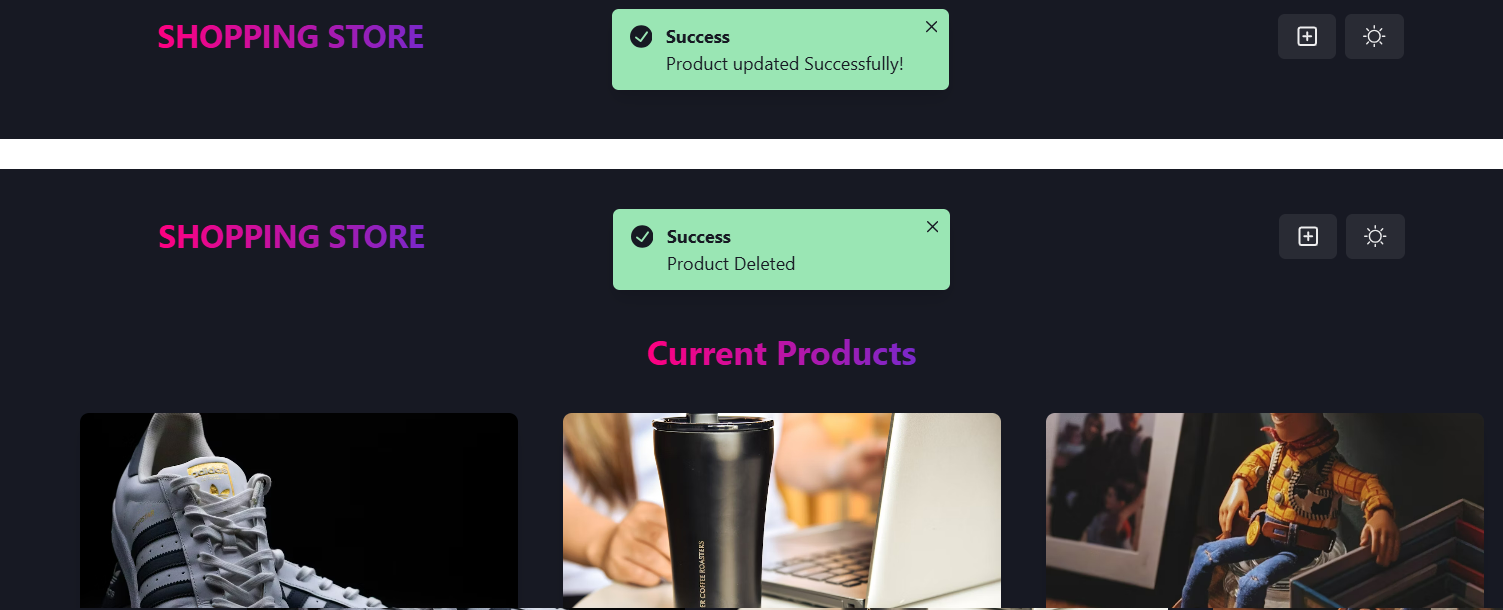 SHOPPING STORE
Success
Product updated Successfully!
SHOPPING STORE
Success
Product Deleted
Current Products
adidas
ER COFFEE ROASTERS